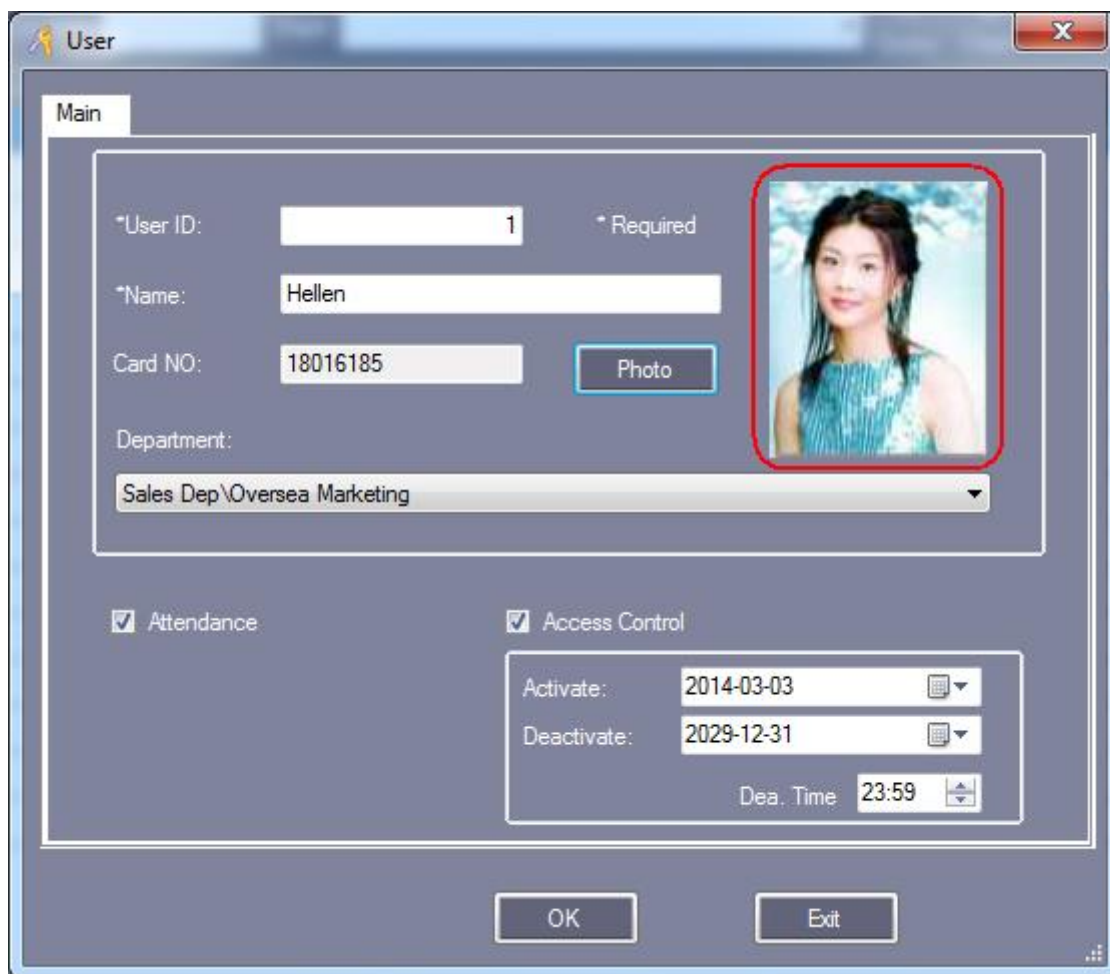 User
Main
*User ID: 1 * Required
*Name: Hellen
Card NO: 18016185 Photo
Department:
Sales Dep\Oversea Marketing
Attendance
Access Control
Activate: 2014-03-03
Deactivate: 2029-12-31
Dea. Time 23:59
OK Exit